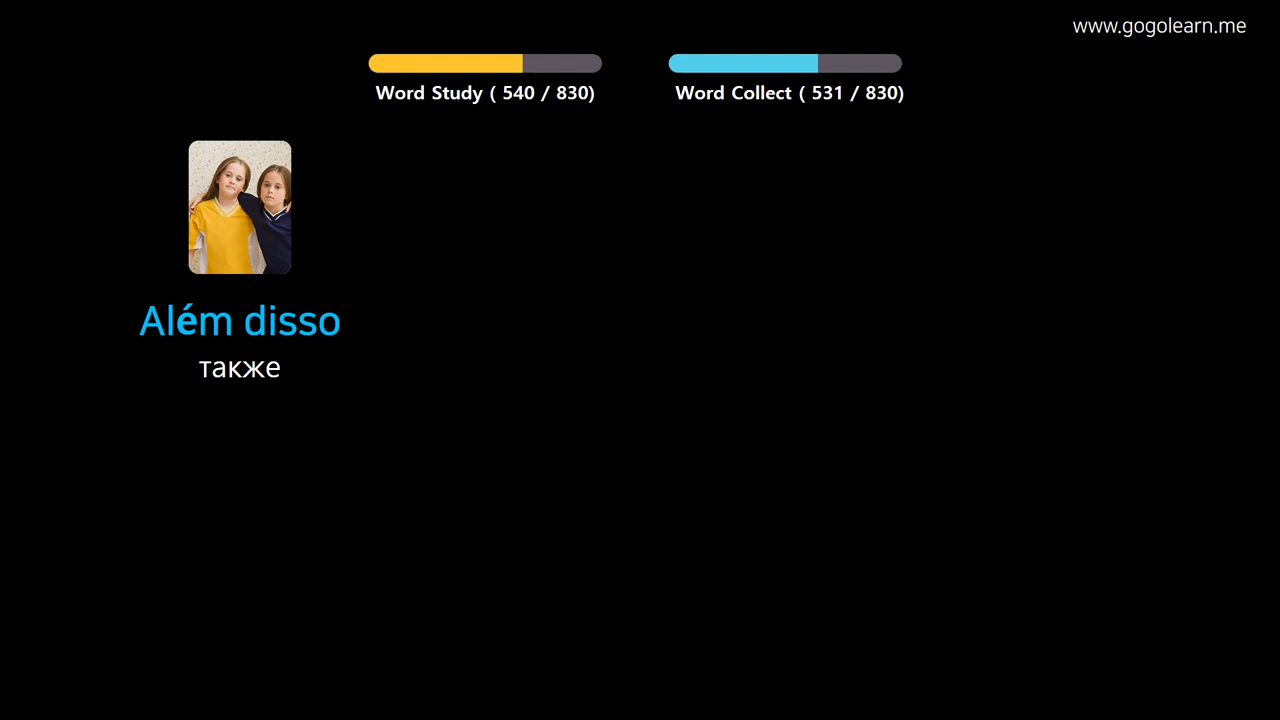 www.gogolearn.me
Word Study ( 540 / 830)
Word Collect ( 531 / 830)
Além disso
также